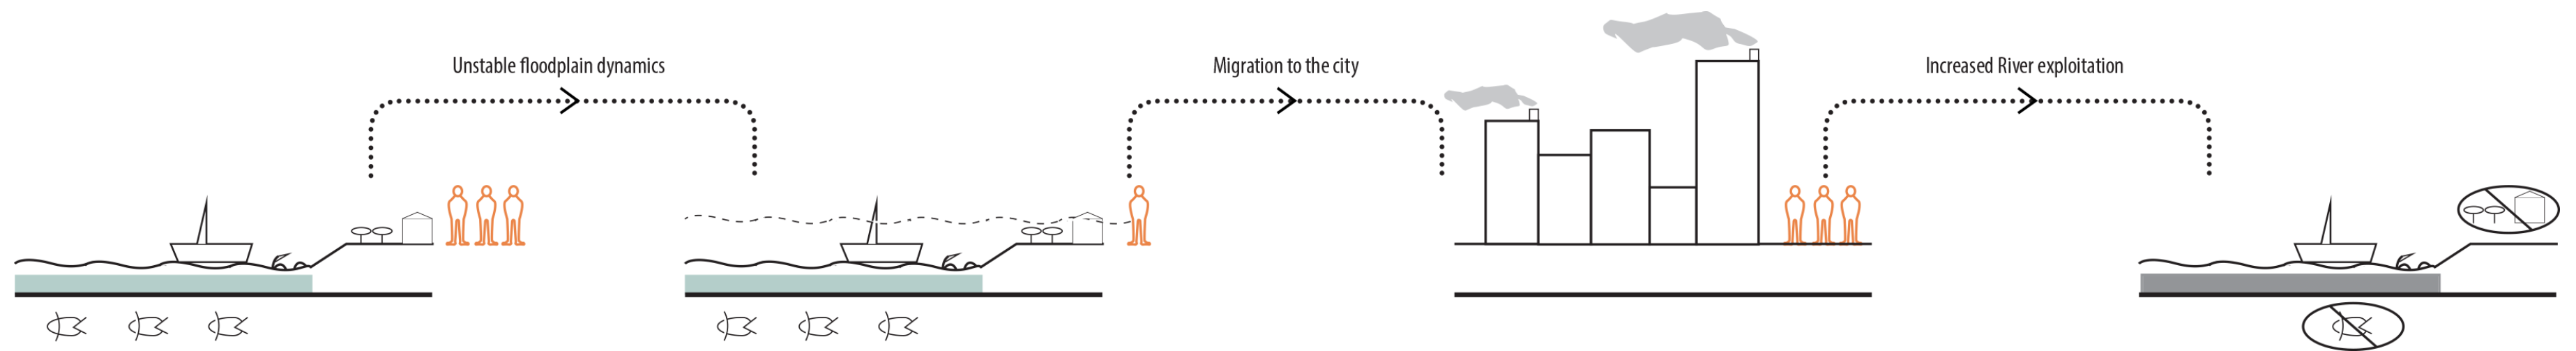 Unstable floodplain dynamics
Migration to the city
Increased River exploitation